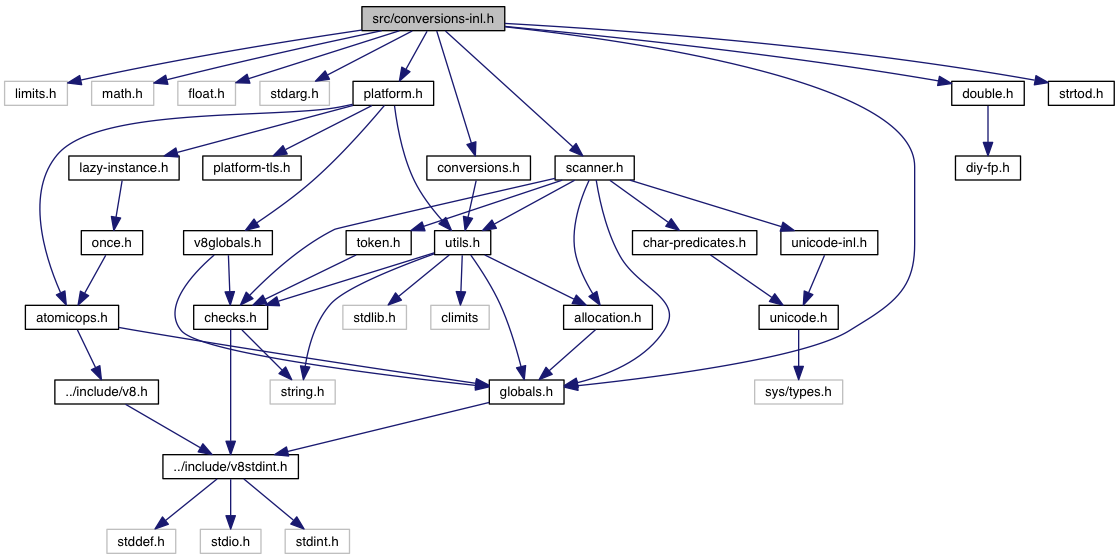 src/conversions-inl.h
limits.h
math.h
float.h
stdarg.h
platform.h
double.h
strtod.h
lazy-instance.h
platform-tls.h
conversions.h
scanner.h
diy-fp.h
once.h
v8globals.h
token.h
utils.h
char-predicates.h
unicode-inl.h
atomicops.h
checks.h
stdlib.h
climits
allocation.h
unicode.h
../include/v8.h
string.h
globals.h
sys/types.h
../include/v8stdint.h
stddef.h
stdio.h
stdint.h